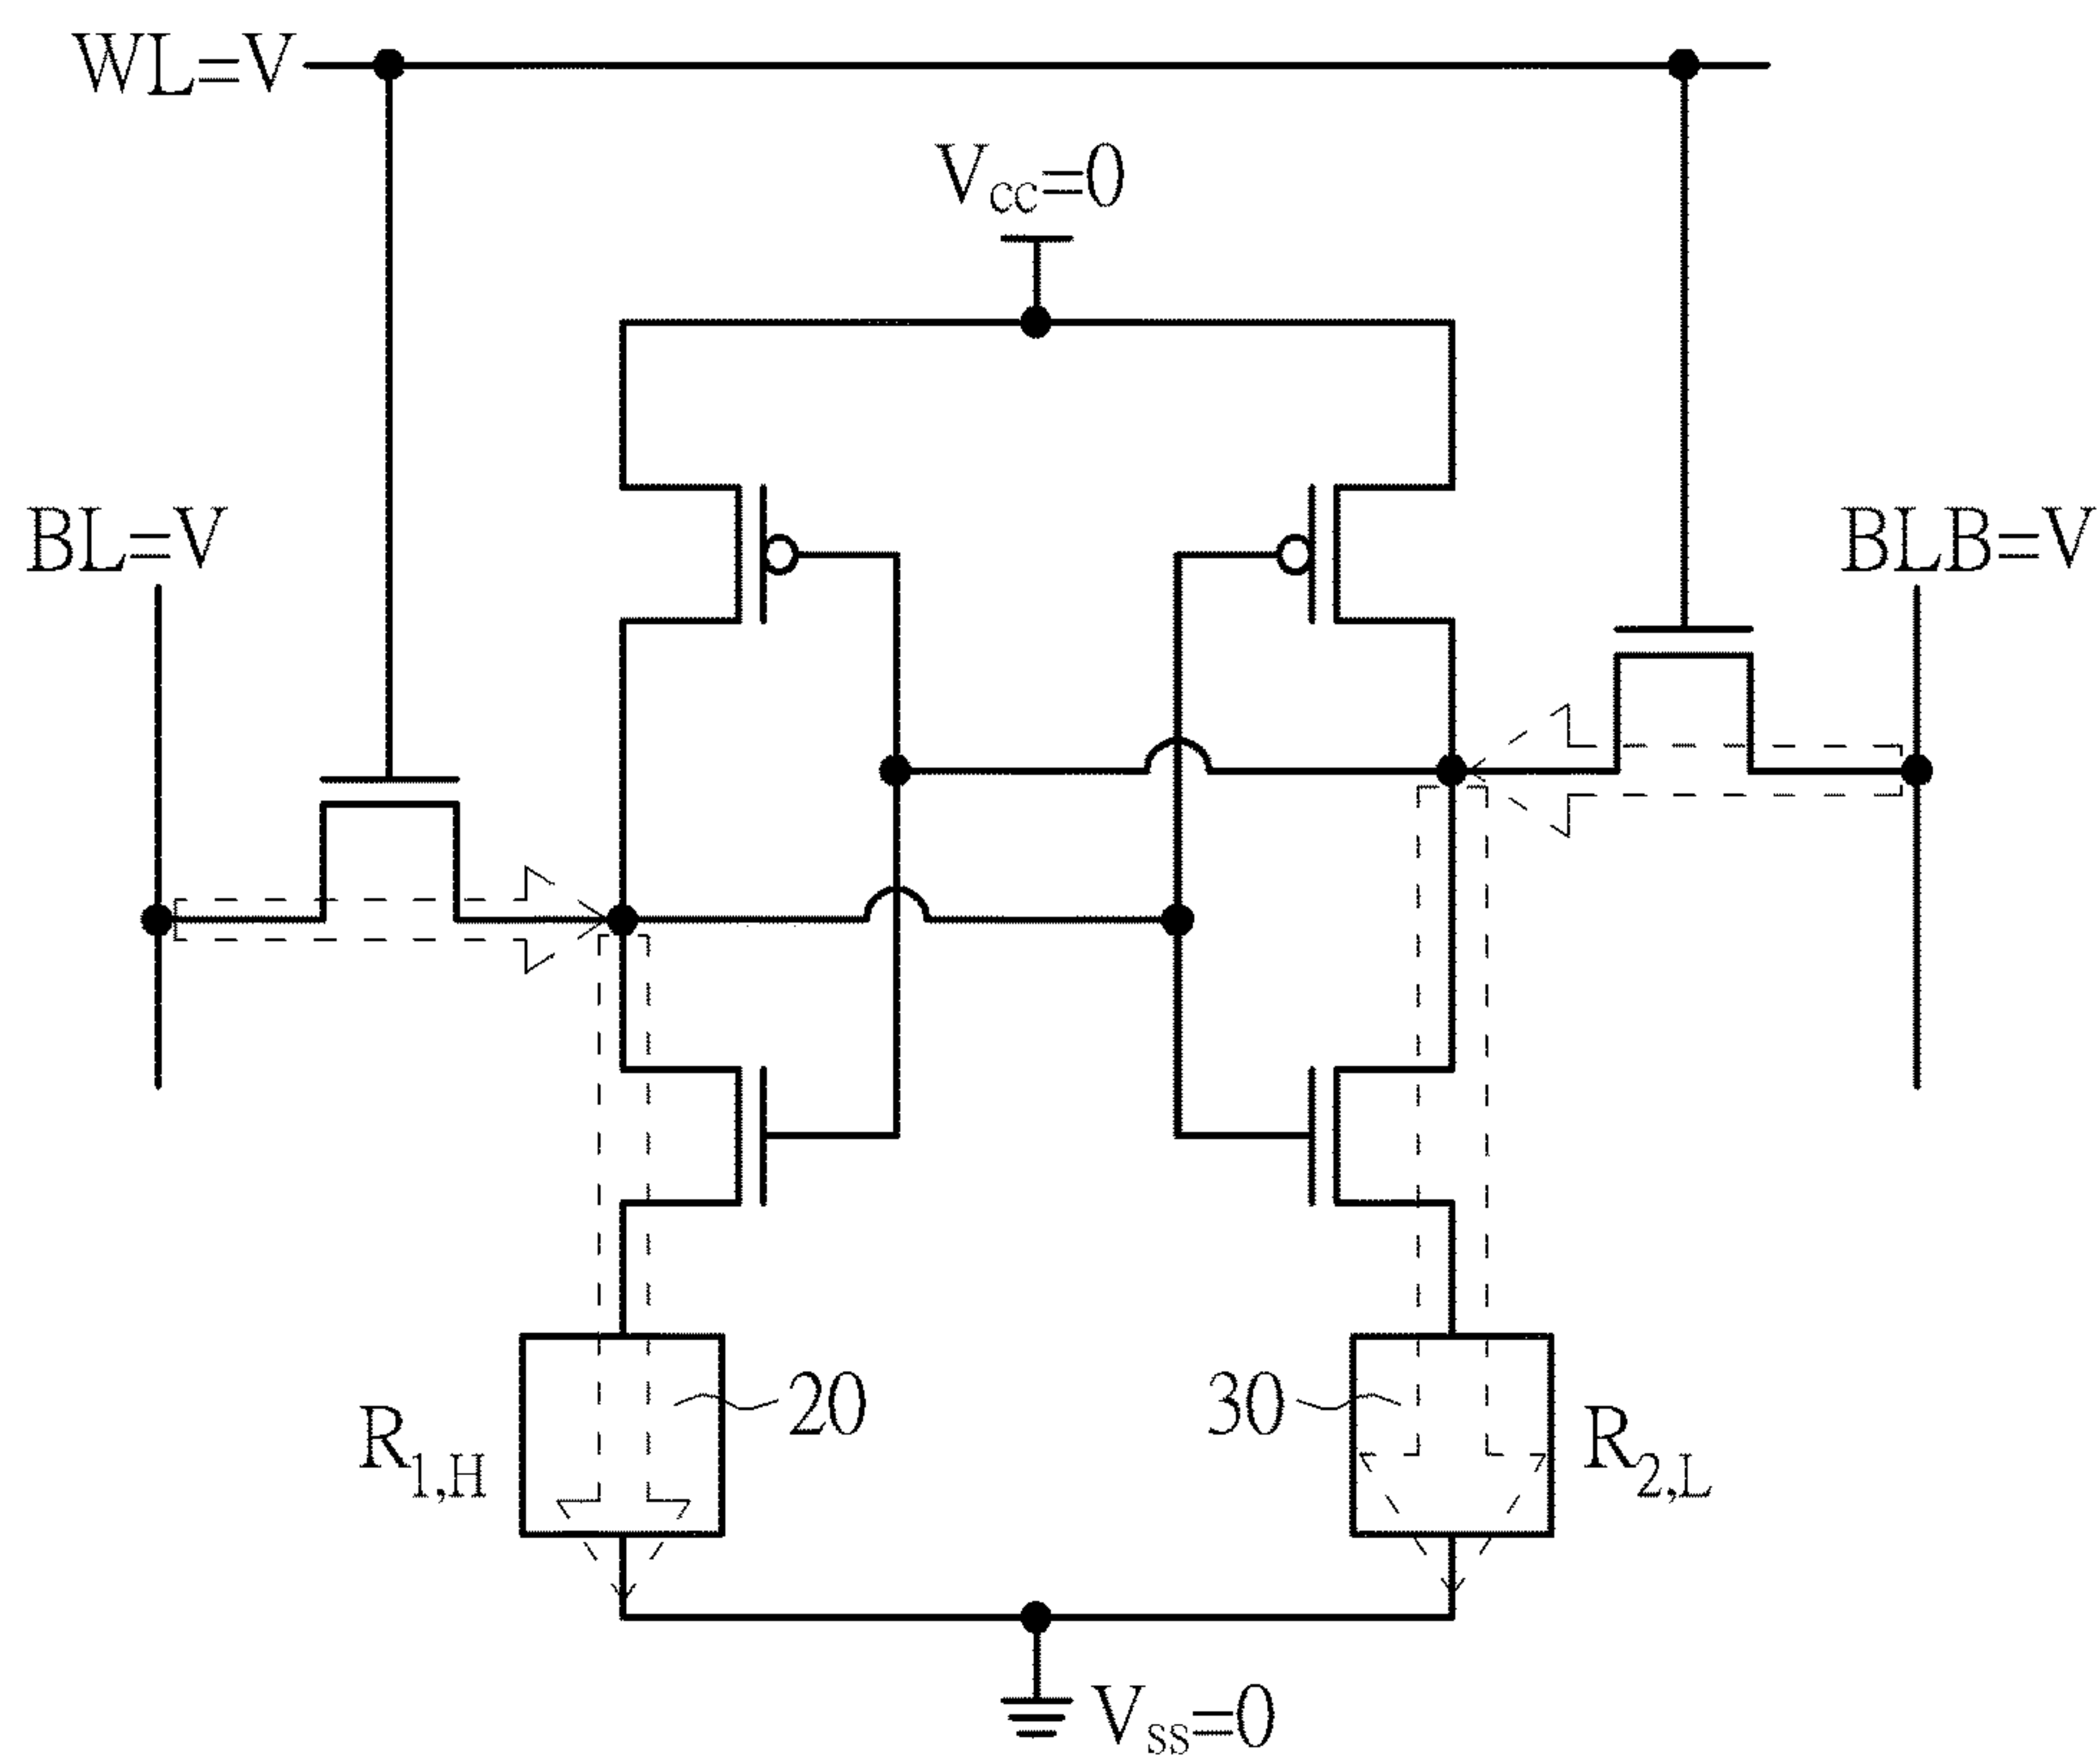 WL=V
Vcc=0
BL=V
BLB=V
20
30
R1,H
R2,L
Vss=0